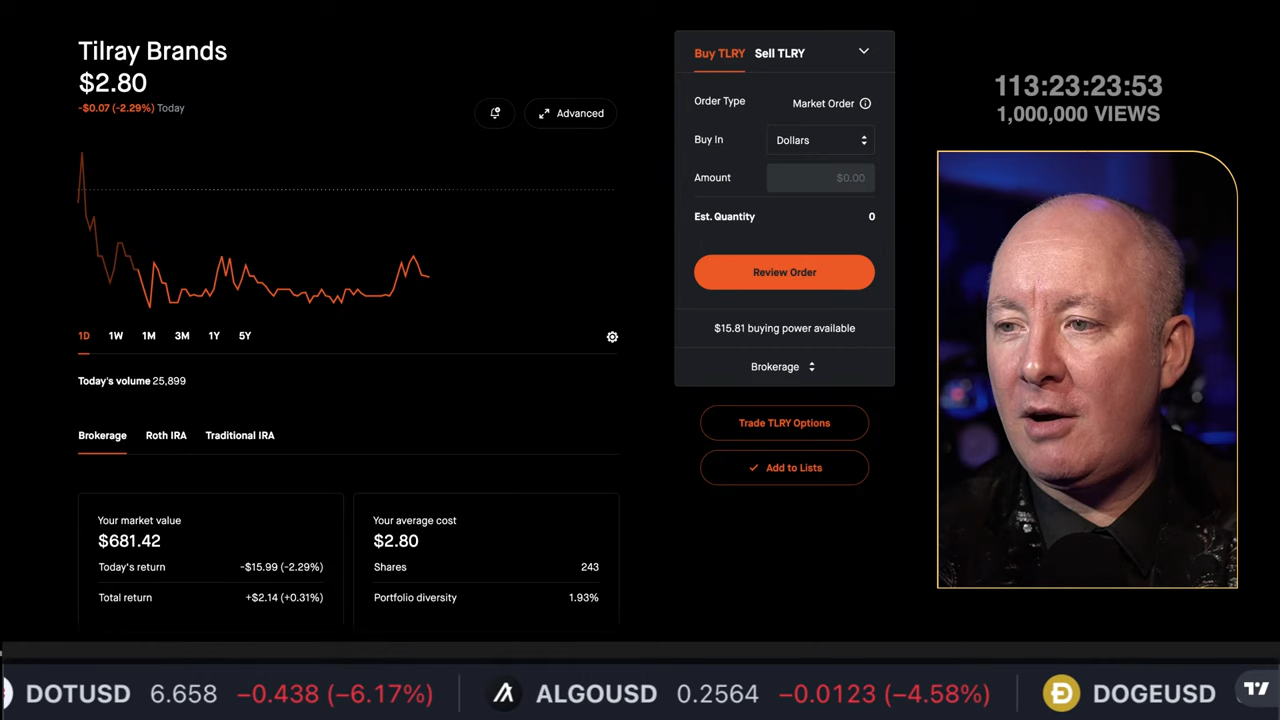 Tilray Brands
$2.80
-$0.07 (-2.29%) Today
Advanced
1D 1W 1M 3M 1Y 5Y
Today's volume 25,899
Brokerage Roth IRA Traditional IRA
Your market value
$681.42
Today's return -$15.99 (-2.29%)
Total return +$2.14 (+0.31%)
Your average cost
$2.80
Shares 243
Portfolio diversity 1.93%
Buy TLRY Sell TLRY
Order Type Market Order
Buy In Dollars
Amount $0.00
Est. Quantity 0
Review Order
$15.81 buying power available
Brokerage
Trade TLRY Options
Add to Lists
113:23:23:53
1,000,000 VIEWS
DOTUSD 6.658 −0.438 (−6.17%) ALGOUSD 0.2564 −0.0123 (−4.58%) DOGEUSD